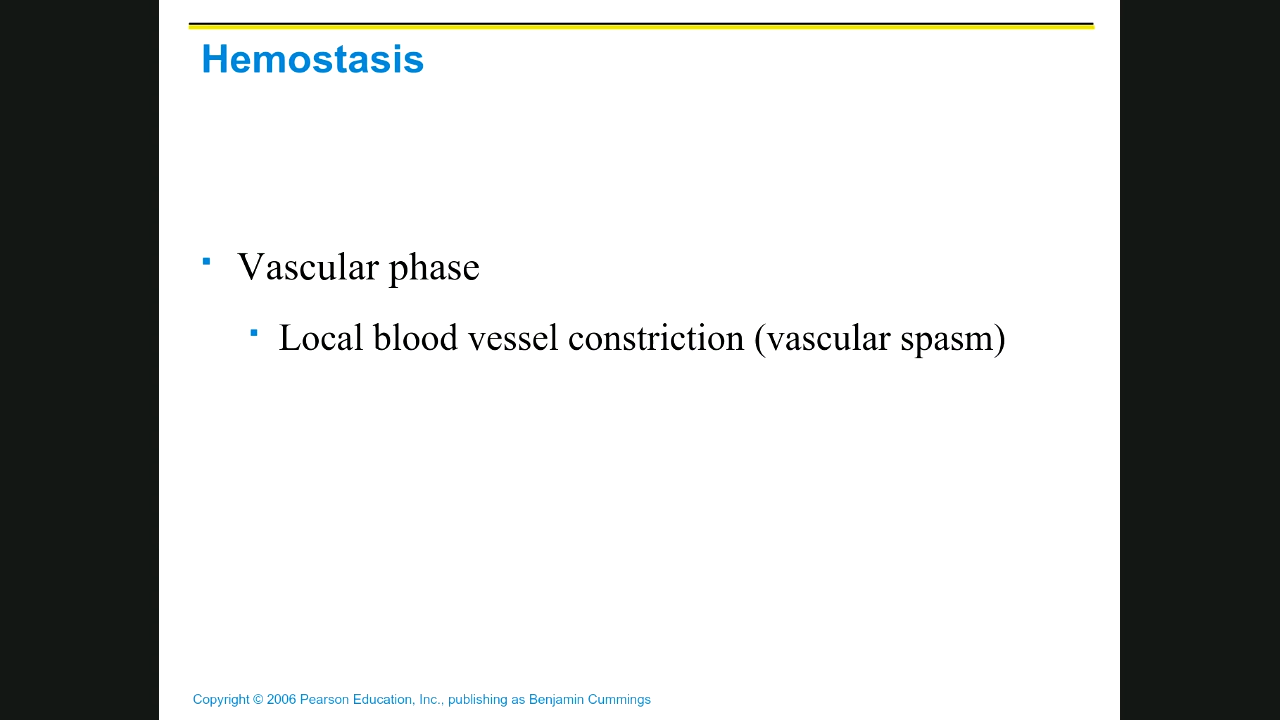 Hemostasis
▪ Vascular phase
▪ Local blood vessel constriction (vascular spasm)
Copyright © 2006 Pearson Education, Inc., publishing as Benjamin Cummings